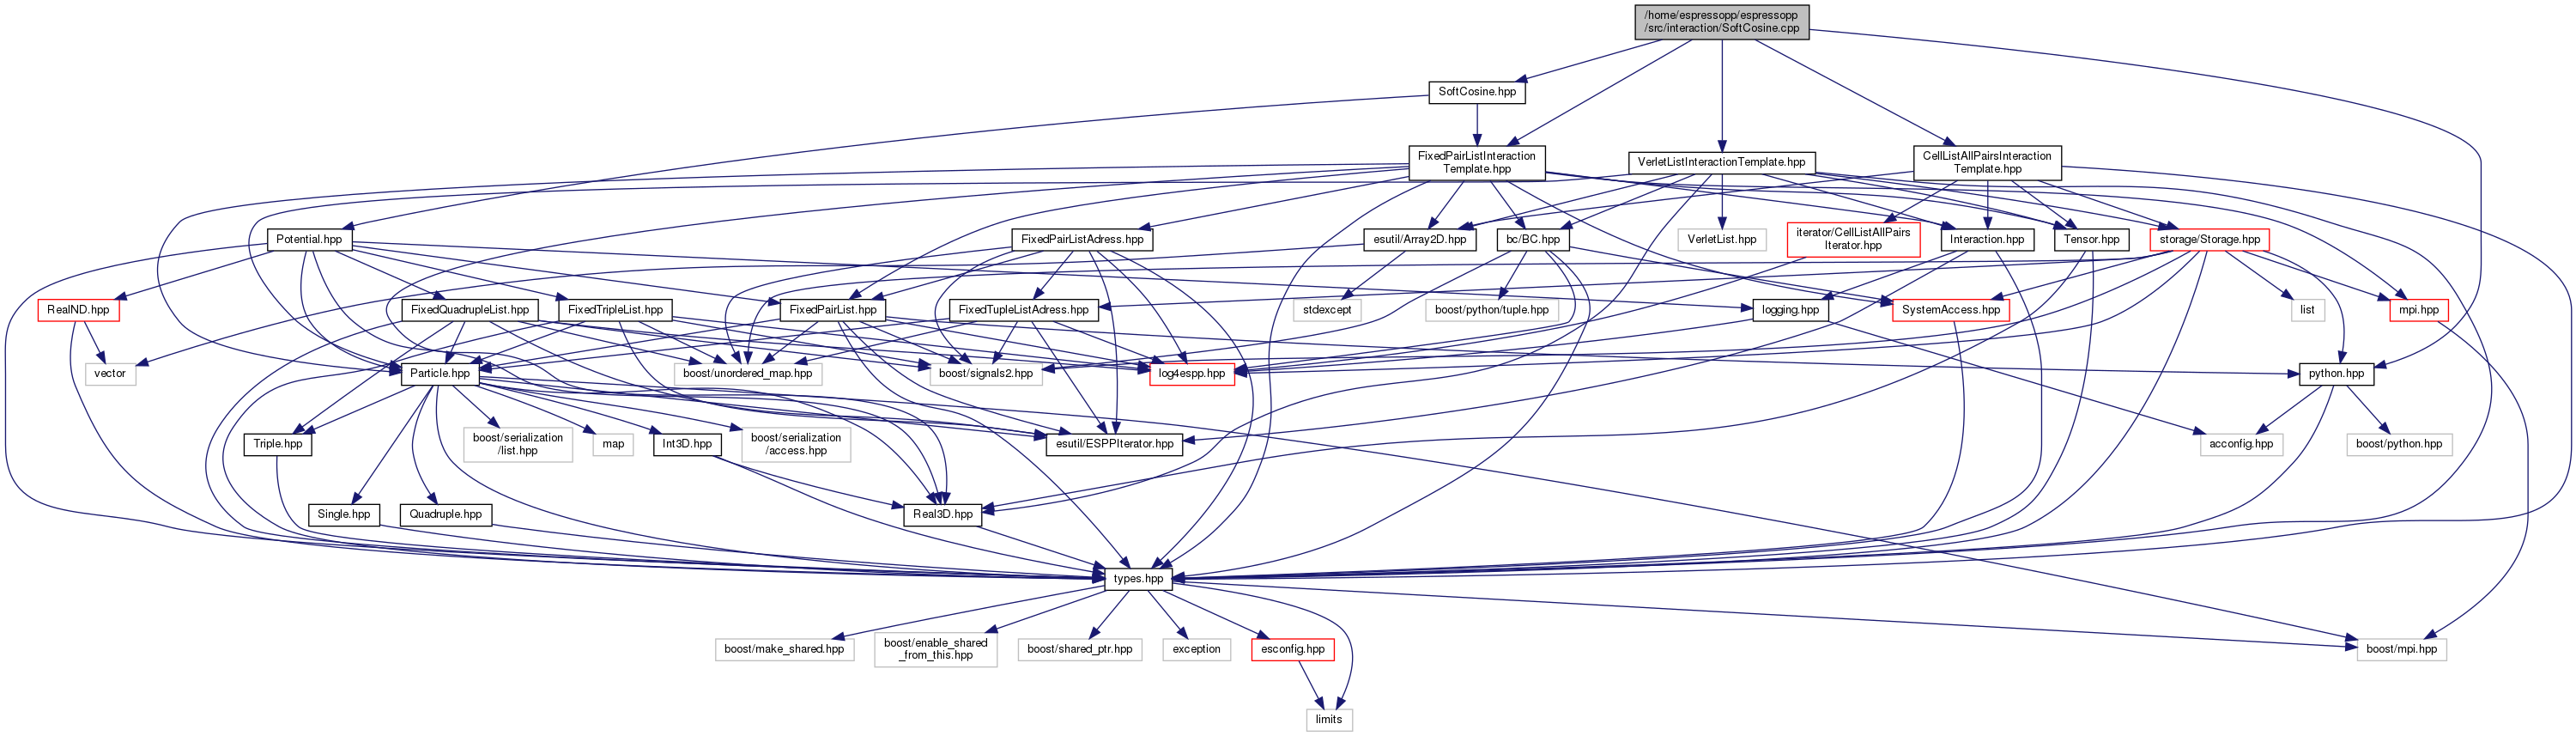 /home/espressopp/espressopp
/src/interaction/SoftCosine.cpp
SoftCosine.hpp
FixedPairListInteraction
Template.hpp
VerletListInteractionTemplate.hpp
CellListAllPairsInteraction
Template.hpp
Potential.hpp
FixedPairListAdress.hpp
esutil/Array2D.hpp
bc/BC.hpp
VerletList.hpp
iterator/CellListAllPairs
Iterator.hpp
Interaction.hpp
Tensor.hpp
storage/Storage.hpp
RealND.hpp
FixedQuadrupleList.hpp
FixedTripleList.hpp
FixedPairList.hpp
FixedTupleListAdress.hpp
logging.hpp
stdexcept
boost/python/tuple.hpp
SystemAccess.hpp
list
mpi.hpp
vector
Particle.hpp
boost/unordered_map.hpp
boost/signals2.hpp
log4espp.hpp
python.hpp
Triple.hpp
boost/serialization
/list.hpp
map
Int3D.hpp
boost/serialization
/access.hpp
esutil/ESPPIterator.hpp
acconfig.hpp
boost/python.hpp
Single.hpp
Quadruple.hpp
Real3D.hpp
types.hpp
boost/make_shared.hpp
boost/enable_shared
_from_this.hpp
boost/shared_ptr.hpp
exception
esconfig.hpp
boost/mpi.hpp
limits